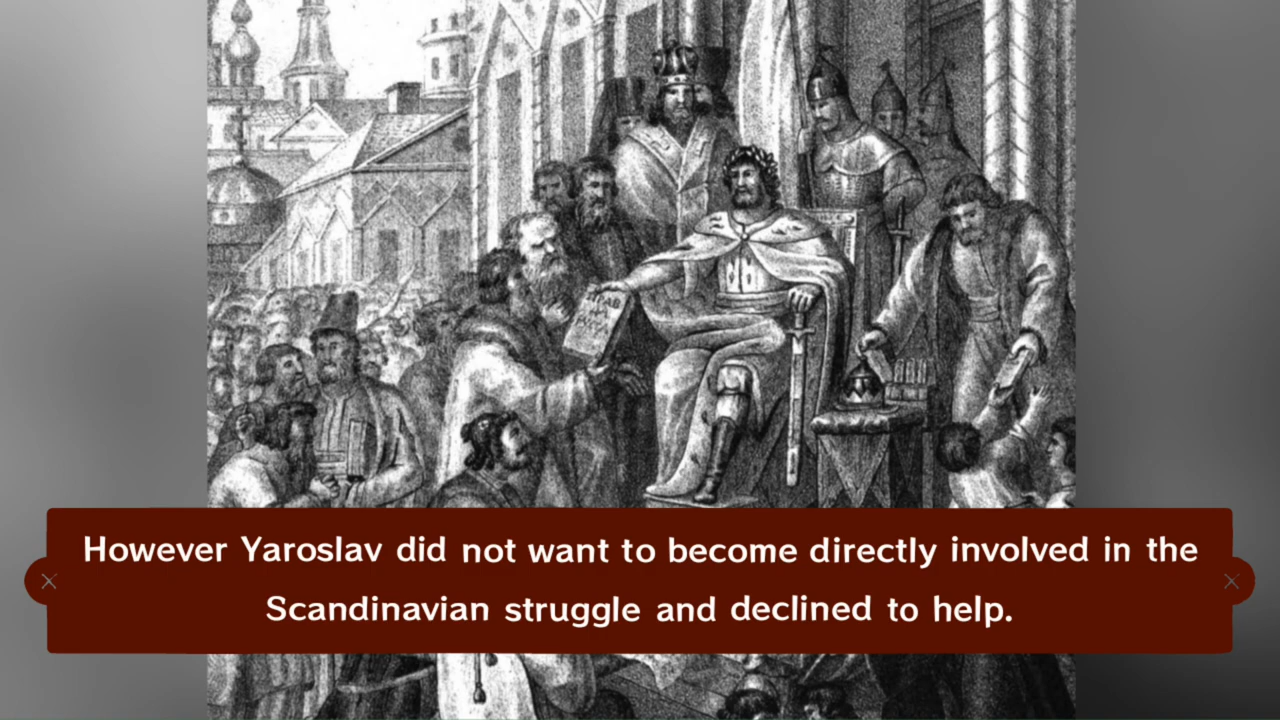 However Yaroslav did not want to become directly involved in the
Scandinavian struggle and declined to help.